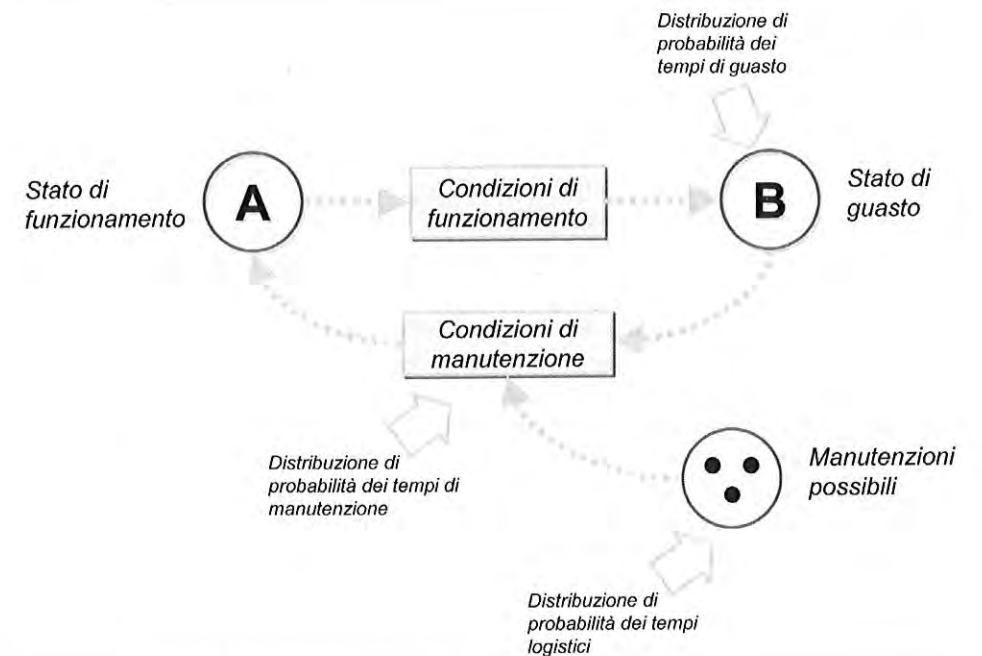 Distribuzione di
probabilità dei
tempi di guasto
Stato di
funzionamento
A
Condizioni di
funzionamento
B
Stato di
guasto
Condizioni di
manutenzione
Distribuzione di
probabilità dei tempi di
manutenzione
Manutenzioni
possibili
Distribuzione di
probabilità dei tempi
logistici